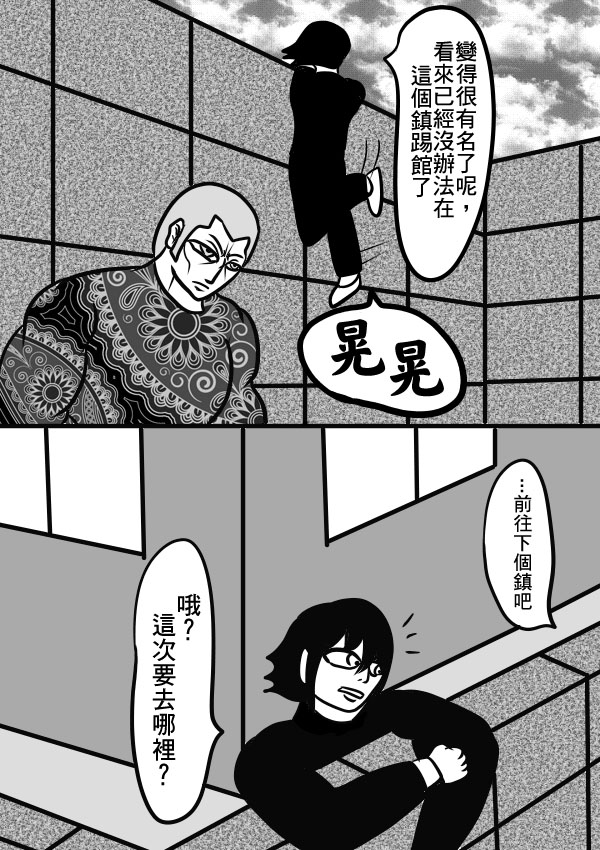 變得很有名了呢，
看來已經沒辦法在
這個鎮踢館了
晃晃
…前往下個鎮吧
哦？
這次要去哪裡？